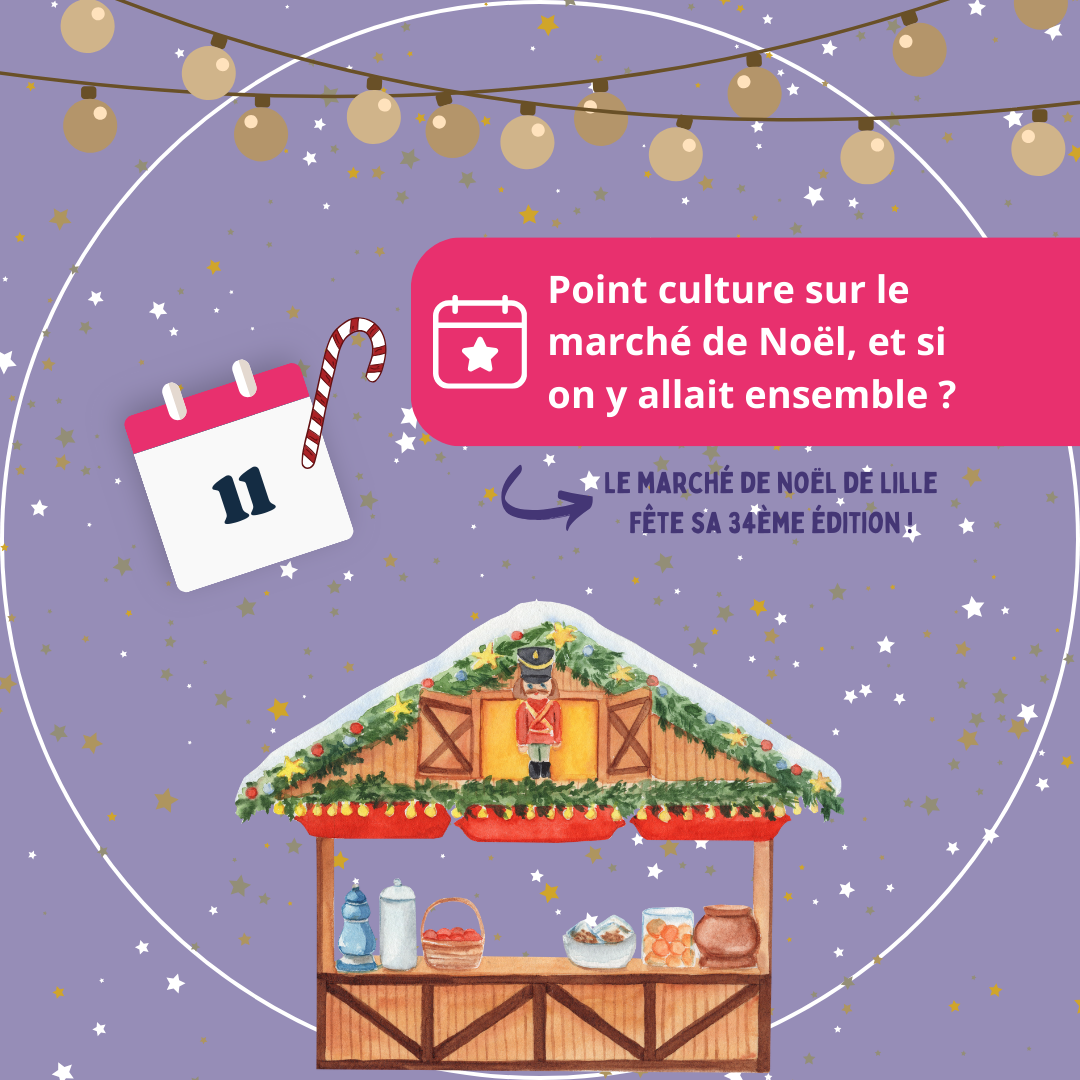 Point culture sur le
marché de Noël, et si
on y allait ensemble ?
11
LE MARCHÉ DE NOËL DE LILLE
FÊTE SA 34ÈME ÉDITION !